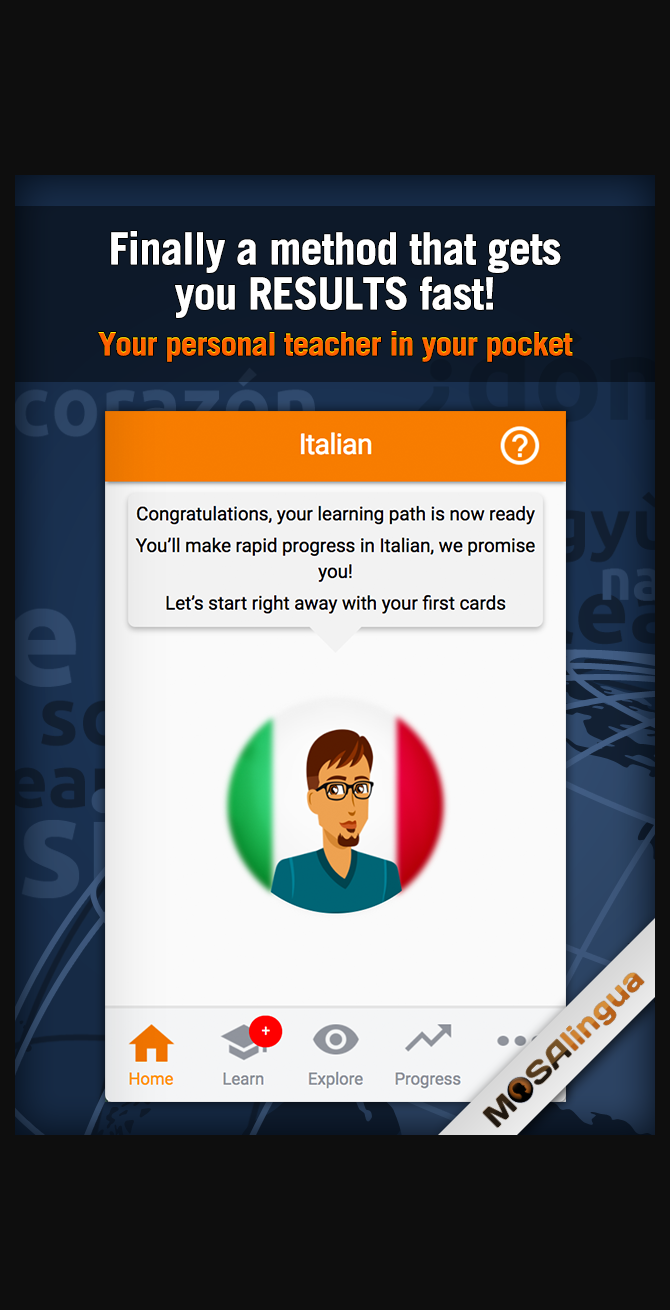 Finally a method that gets
you RESULTS fast!
Your personal teacher in your pocket
corazón
Italian
?
Congratulations, your learning path is now ready
You'll make rapid progress in Italian, we promise
you!
Let's start right away with your first cards
+
Home
Learn
Explore
Progress
MOSAlingua